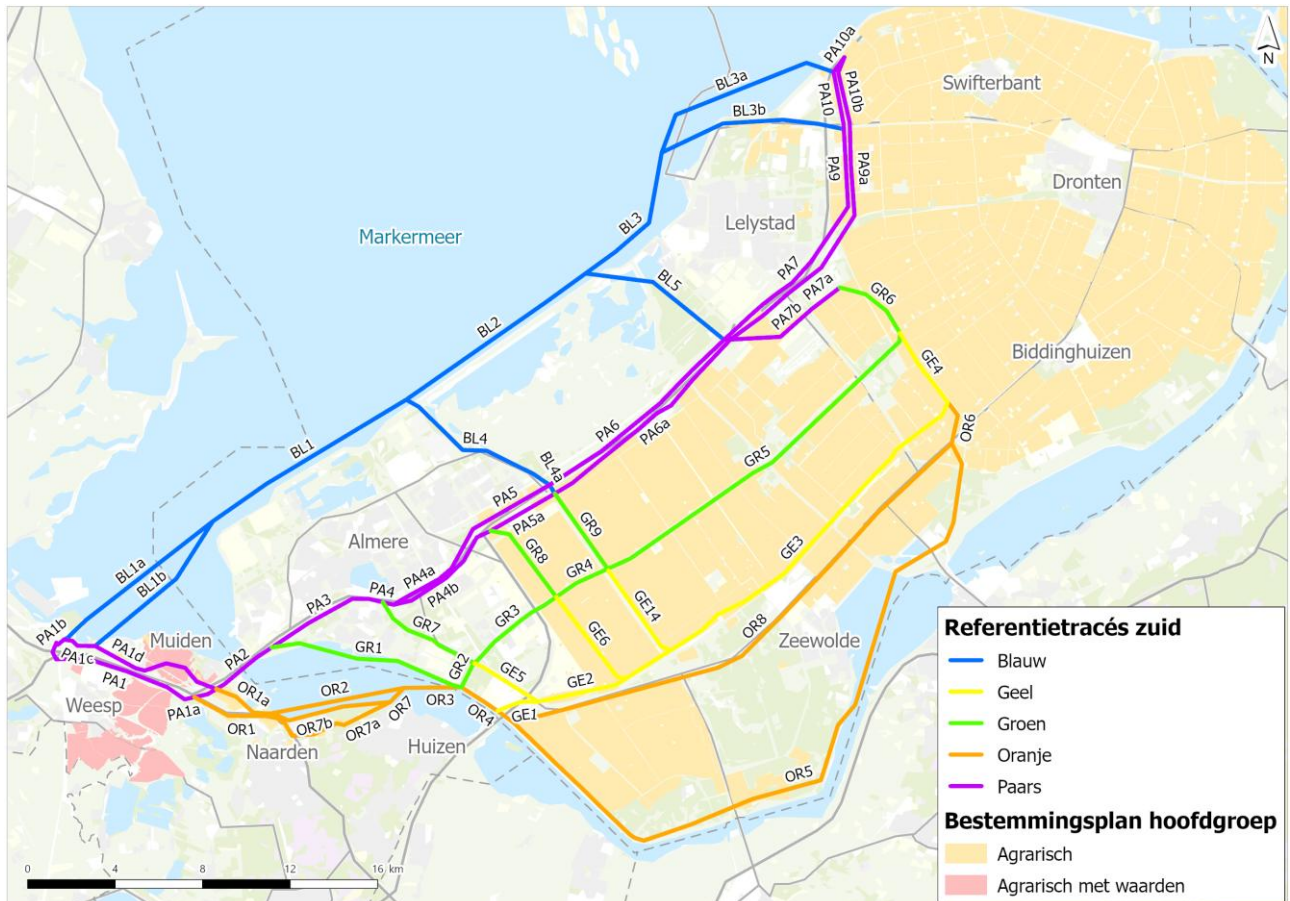 PA10a
N
BL3a
PA10
PA10b
Swifterbant
BL3b
PA9
PA9a
Dronten
BL3
Lelystad
Markermeer
BL5
PA7
PA7a
PA7b
GR6
BL2
GE4
Biddinghuizen
OR6
BL4
PA6
PA6a
BL1
BL4a
GR5
PA5
PA5a
GR9
Almere
GR8
BL1a
BL1b
PA4a
PA4b
GR4
GE3
PA3
PA4
GR3
GE14
PA1b
Muiden
PA1d
PA1c
GR7
GE6
OR8
Zeewolde
PA1
PA2
GR1
GR2
GE5
Weesp
PA1a
OR1a
OR2
OR3
GE2
OR1
OR7b
OR7a
OR7
OR4
GE1
Naarden
Huizen
OR5
Referentietracés zuid
Blauw
Geel
Groen
Oranje
Paars
Bestemmingsplan hoofdgroep
Agrarisch
Agrarisch met waarden
0 4 8 12 16 km